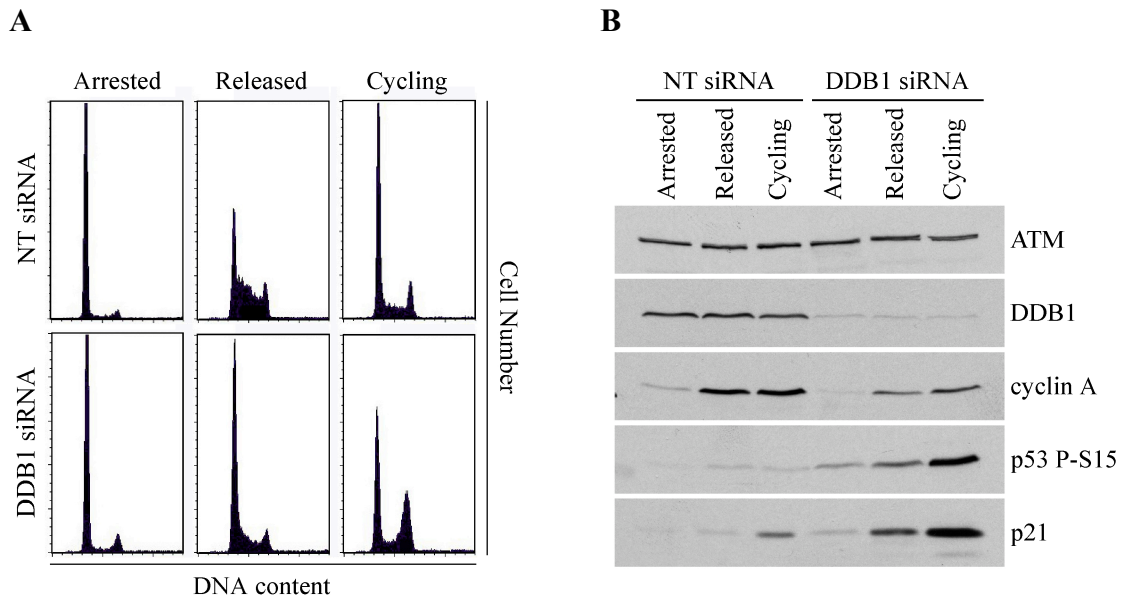 A
B
Arrested Released Cycling
NT siRNA
DDB1 siRNA
Cell Number
DNA content
NT siRNA DDB1 siRNA
Arrested Released Cycling Arrested Released Cycling
ATM
DDB1
cyclin A
p53 P-S15
p21